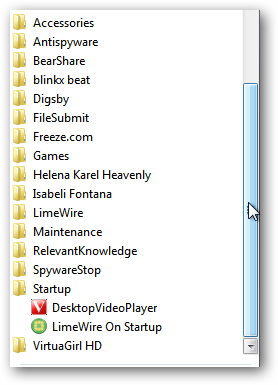 Accessories
Antispyware
BearShare
blinkx beat
Digsby
FileSubmit
Freeze.com
Games
Helena Karel Heavenly
Isabeli Fontana
LimeWire
Maintenance
RelevantKnowledge
SpywareStop
Startup
DesktopVideoPlayer
LimeWire On Startup
VirtuaGirl HD